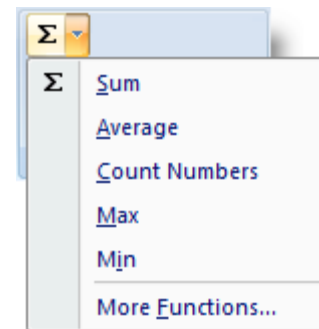 Σ
Σ Sum
Average
Count Numbers
Max
Min
More Functions...